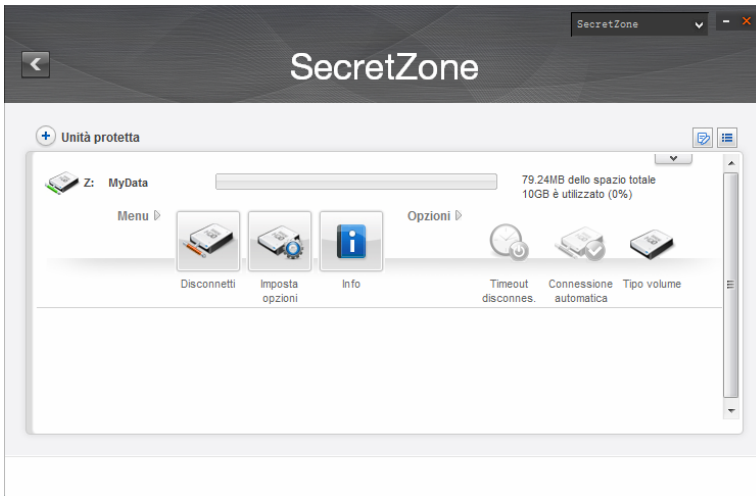 SecretZone
SecretZone
Unità protetta
Z: MyData
79.24MB dello spazio totale
10GB è utilizzato (0%)
Menu
Opzioni
Disconnetti
Imposta
opzioni
Info
Timeout
disconnes.
Connessione
automatica
Tipo volume